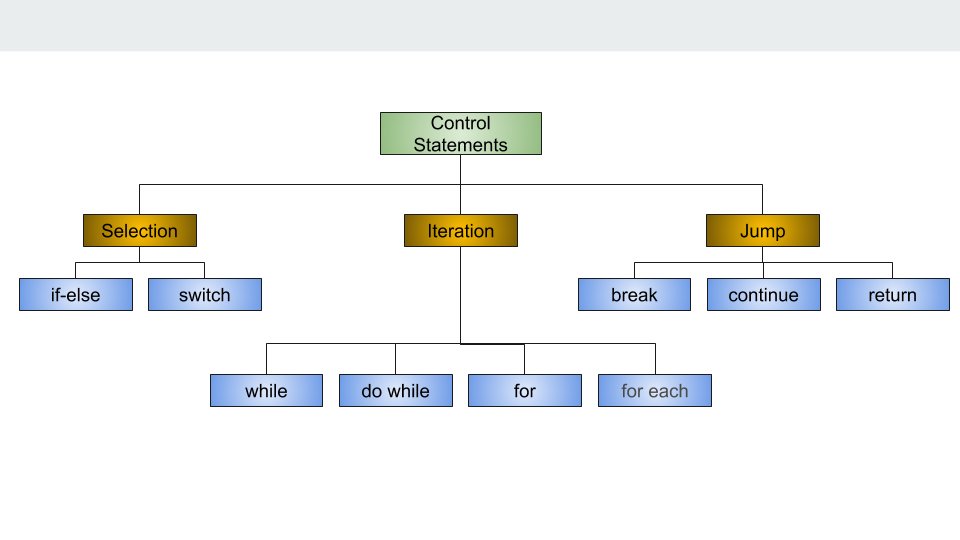 Control
Statements
Selection
Iteration
Jump
if-else
switch
break
continue
return
while
do while
for
for each